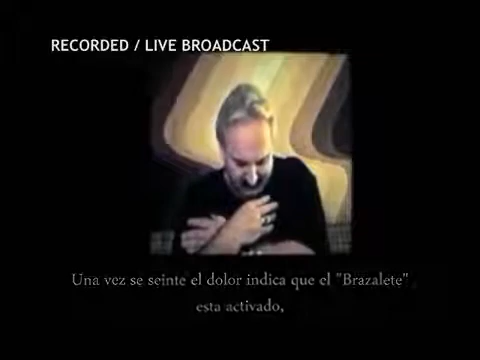 RECORDED / LIVE BROADCAST
Una vez se seinte el dolor indica que el "Brazalete"
esta activado,